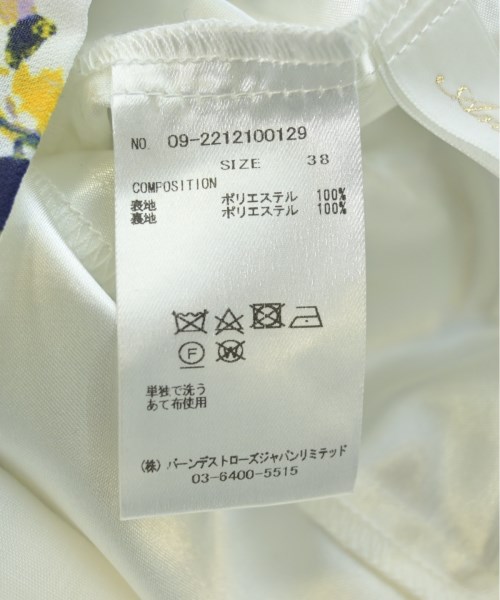 NO. 09-2212100129
SIZE 38
COMPOSITION
表地 ポリエステル 100%
裏地 ポリエステル 100%
F W
単独で洗う
あて布使用
(株) バーンデストローズジャパンリミテッド
03-6400-5515